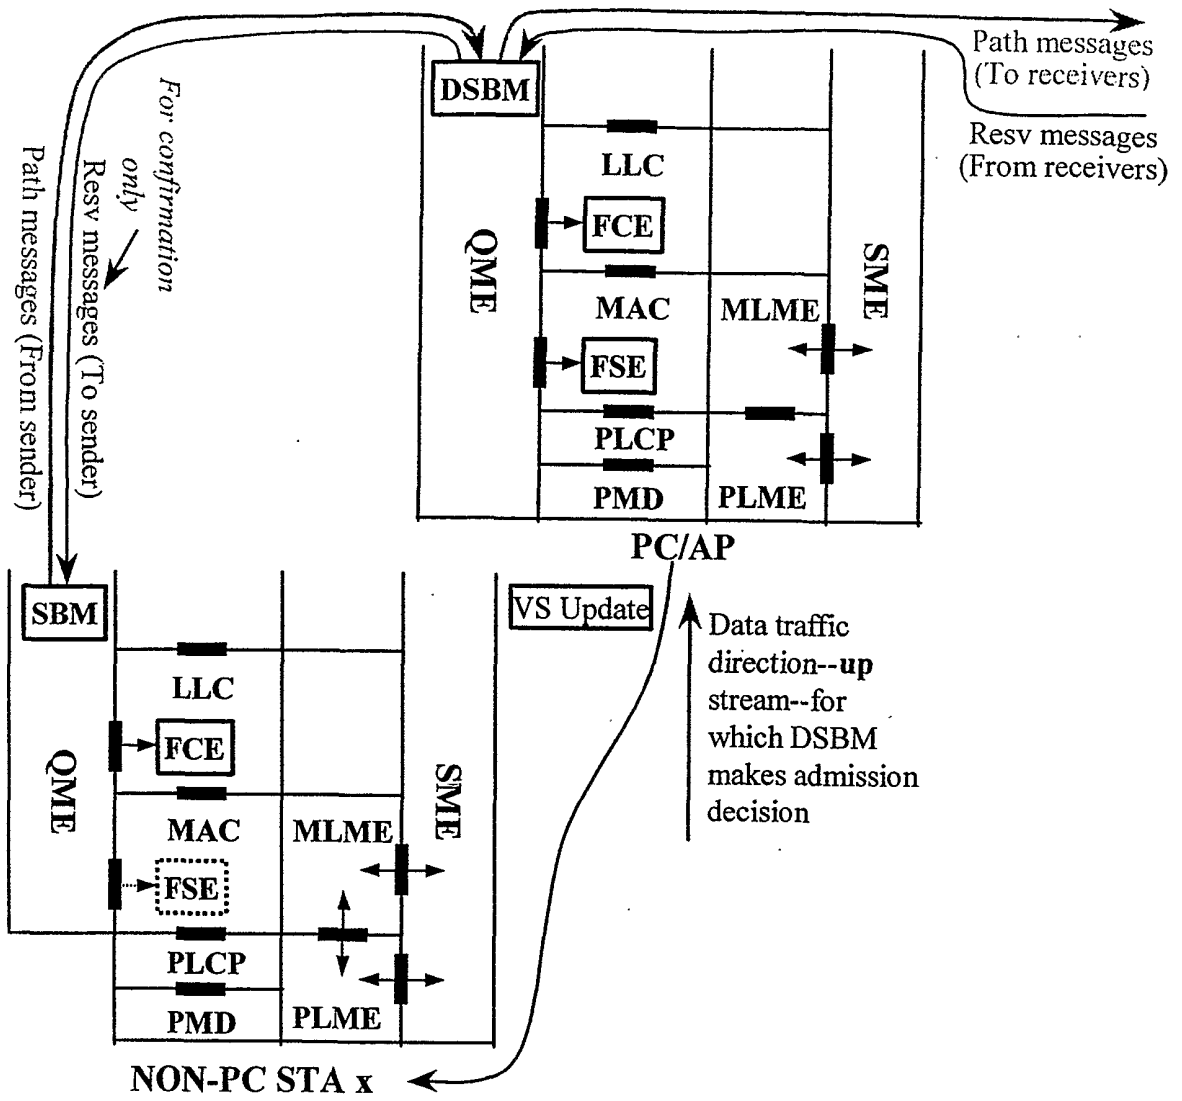 Path messages
(To receivers)
Resv messages
(From receivers)
DSBM
LLC
FCE
QME
SME
MAC
MLME
FSE
PLCP
PMD
PLME
PC/AP
For confirmation
only
Resv messages (To sender)
Path messages (From sender)
SBM
VS Update
Data traffic
direction--up
stream--for
which DSBM
makes admission
decision
LLC
FCE
QME
SME
MAC
MLME
FSE
PLCP
PMD
PLME
NON-PC STA x